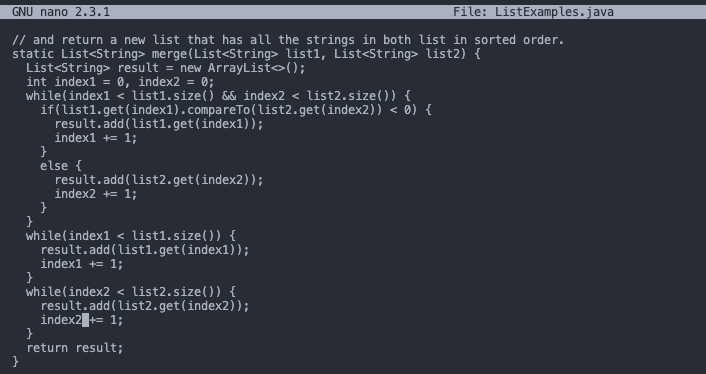 GNU nano 2.3.1 File: ListExamples.java
// and return a new list that has all the strings in both list in sorted order.
static List<String> merge(List<String> list1, List<String> list2) {
  List<String> result = new ArrayList<>();
  int index1 = 0, index2 = 0;
  while(index1 < list1.size() && index2 < list2.size()) {
    if(list1.get(index1).compareTo(list2.get(index2)) < 0) {
      result.add(list1.get(index1));
      index1 += 1;
    }
    else {
      result.add(list2.get(index2));
      index2 += 1;
    }
  }
  while(index1 < list1.size()) {
    result.add(list1.get(index1));
    index1 += 1;
  }
  while(index2 < list2.size()) {
    result.add(list2.get(index2));
    index2 += 1;
  }
  return result;
}